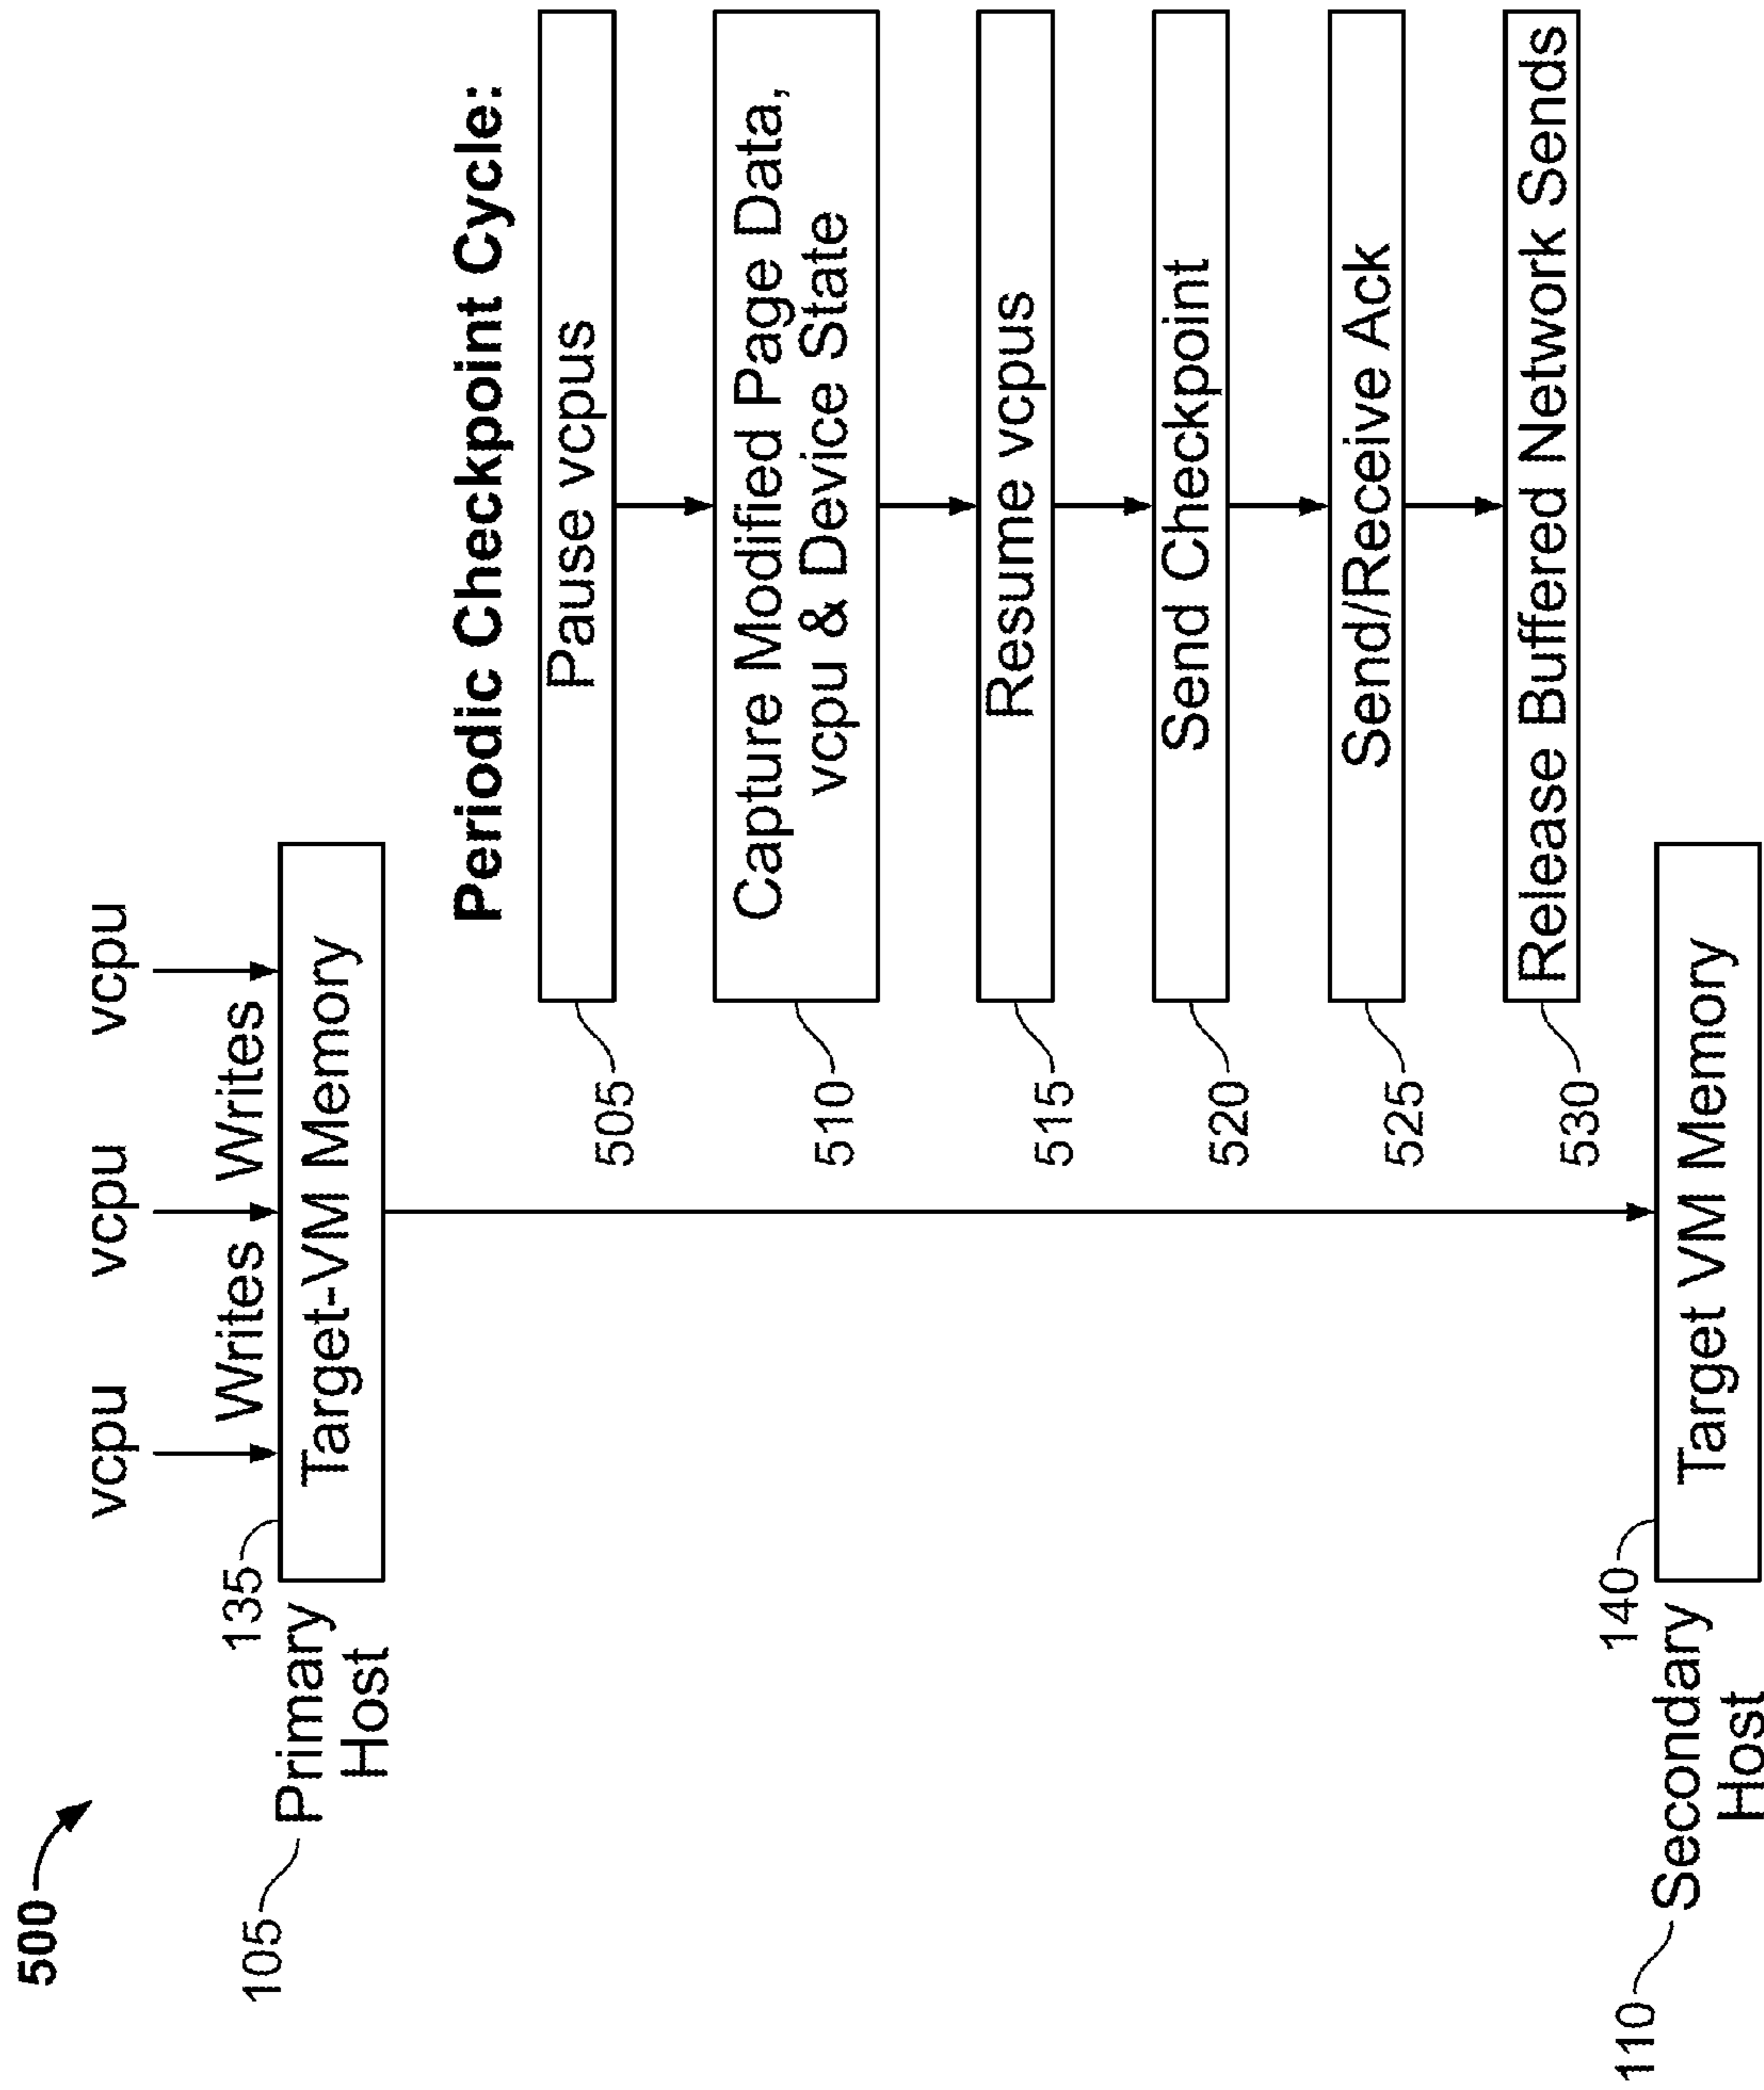 500
vcpu vcpu vcpu
Writes Writes
135
105 Primary
Host
Target-VM Memory
Periodic Checkpoint Cycle:
505
Pause vcpus
510
Capture Modified Page Data,
vcpu & Device State
515
Resume vcpus
520
Send Checkpoint
525
Send/Receive Ack
530
Release Buffered Network Sends
140
110 Secondary
Host
Target VM Memory